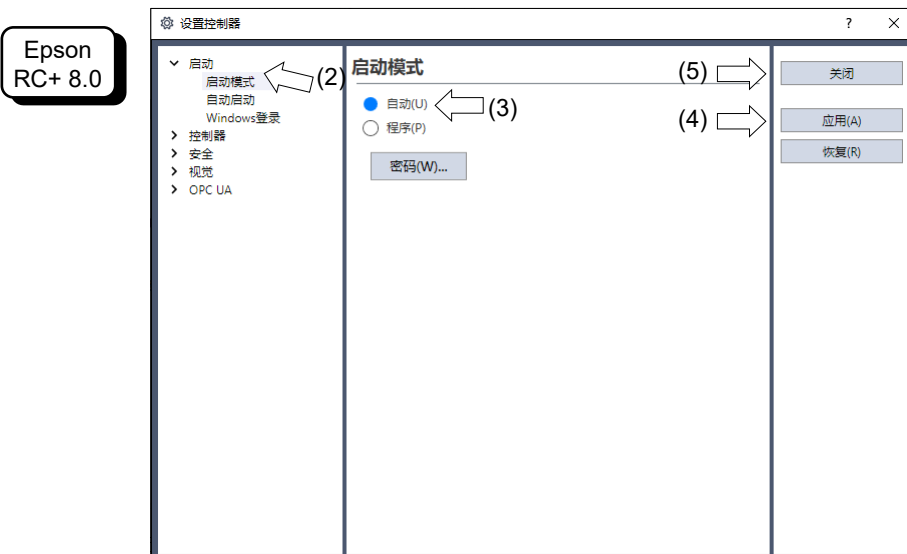 Epson
RC+ 8.0
设置控制器
?
启动
启动模式
自动启动
Windows登录
控制器
安全
视觉
OPC UA
(2)
启动模式
自动(U)
(3)
程序(P)
密码(W)...
(5)
关闭
(4)
应用(A)
恢复(R)